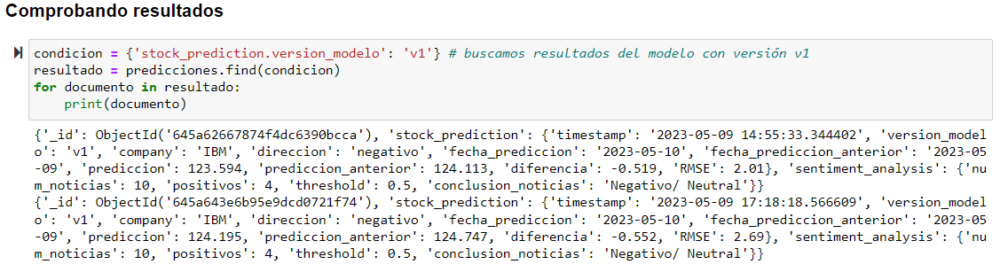 Comprobando resultados
condicion = {'stock_prediction.version_modelo': 'v1'} # buscamos resultados del modelo con versión v1
resultado = predicciones.find(condicion)
for documento in resultado:
    print(documento)
{'_id': ObjectId('645a62667874f4dc6390bcca'), 'stock_prediction': {'timestamp': '2023-05-09 14:55:33.344402', 'version_model
o': 'v1', 'company': 'IBM', 'direccion': 'negativo', 'fecha_prediccion': '2023-05-10', 'fecha_prediccion_anterior': '2023-05
-09', 'prediccion': 123.594, 'prediccion_anterior': 124.113, 'diferencia': -0.519, 'RMSE': 2.01}, 'sentiment_analysis': {'nu
m_noticias': 10, 'positivos': 4, 'threshold': 0.5, 'conclusion_noticias': 'Negativo/ Neutral'}}
{'_id': ObjectId('645a643e6b95e9dcd0721f74'), 'stock_prediction': {'timestamp': '2023-05-09 17:18:18.566609', 'version_model
o': 'v1', 'company': 'IBM', 'direccion': 'negativo', 'fecha_prediccion': '2023-05-10', 'fecha_prediccion_anterior': '2023-05
-09', 'prediccion': 124.195, 'prediccion_anterior': 124.747, 'diferencia': -0.552, 'RMSE': 2.69}, 'sentiment_analysis': {'nu
m_noticias': 10, 'positivos': 4, 'threshold': 0.5, 'conclusion_noticias': 'Negativo/ Neutral'}}